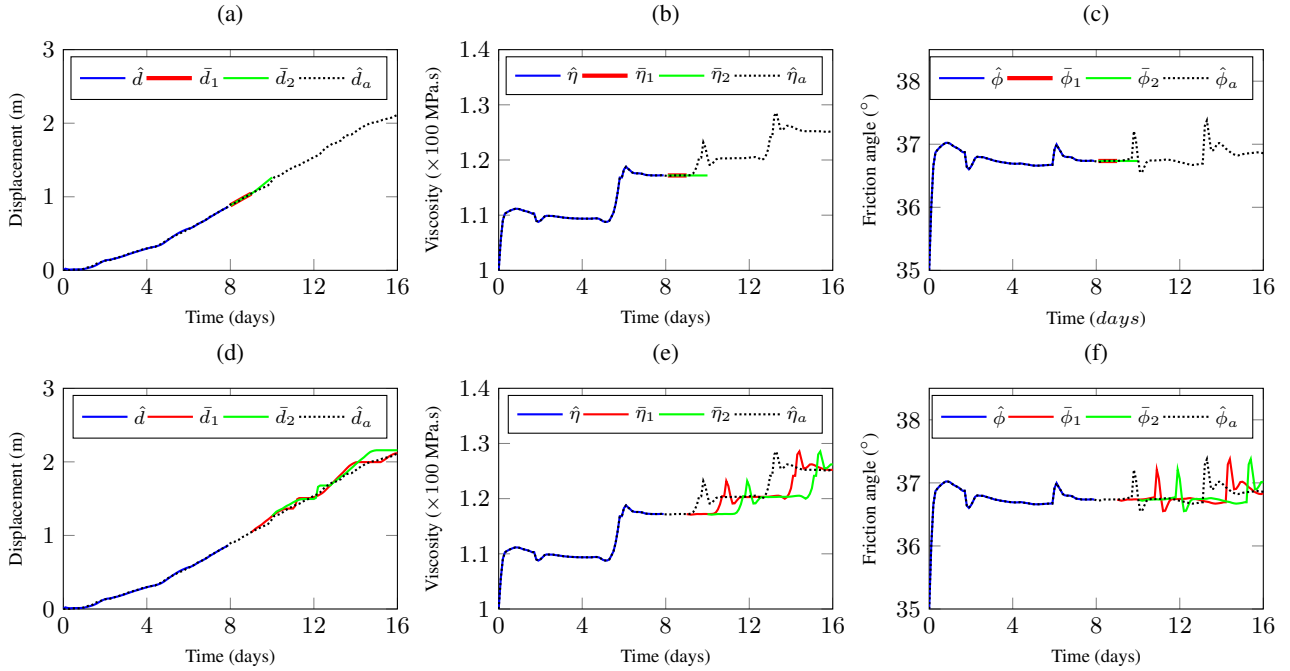 (a)
3
2
1
0
0 4 8 12 16
Displacement (m)
Time (days)
d̂ d̄₁ d̄₂ d̂ₐ
(b)
1.4
1.3
1.2
1.1
1
0 4 8 12 16
Viscosity (×100 MPa.s)
Time (days)
η̂ η̄₁ η̄₂ η̂ₐ
(c)
38
37
36
35
0 4 8 12 16
Friction angle (°)
Time (days)
ϕ̂ ϕ̄₁ ϕ̄₂ ϕ̂ₐ
(d)
3
2
1
0
0 4 8 12 16
Displacement (m)
Time (days)
d̂ d̄₁ d̄₂ d̂ₐ
(e)
1.4
1.3
1.2
1.1
1
0 4 8 12 16
Viscosity (×100 MPa.s)
Time (days)
η̂ η̄₁ η̄₂ η̂ₐ
(f)
38
37
36
35
0 4 8 12 16
Friction angle (°)
Time (days)
ϕ̂ ϕ̄₁ ϕ̄₂ ϕ̂ₐ